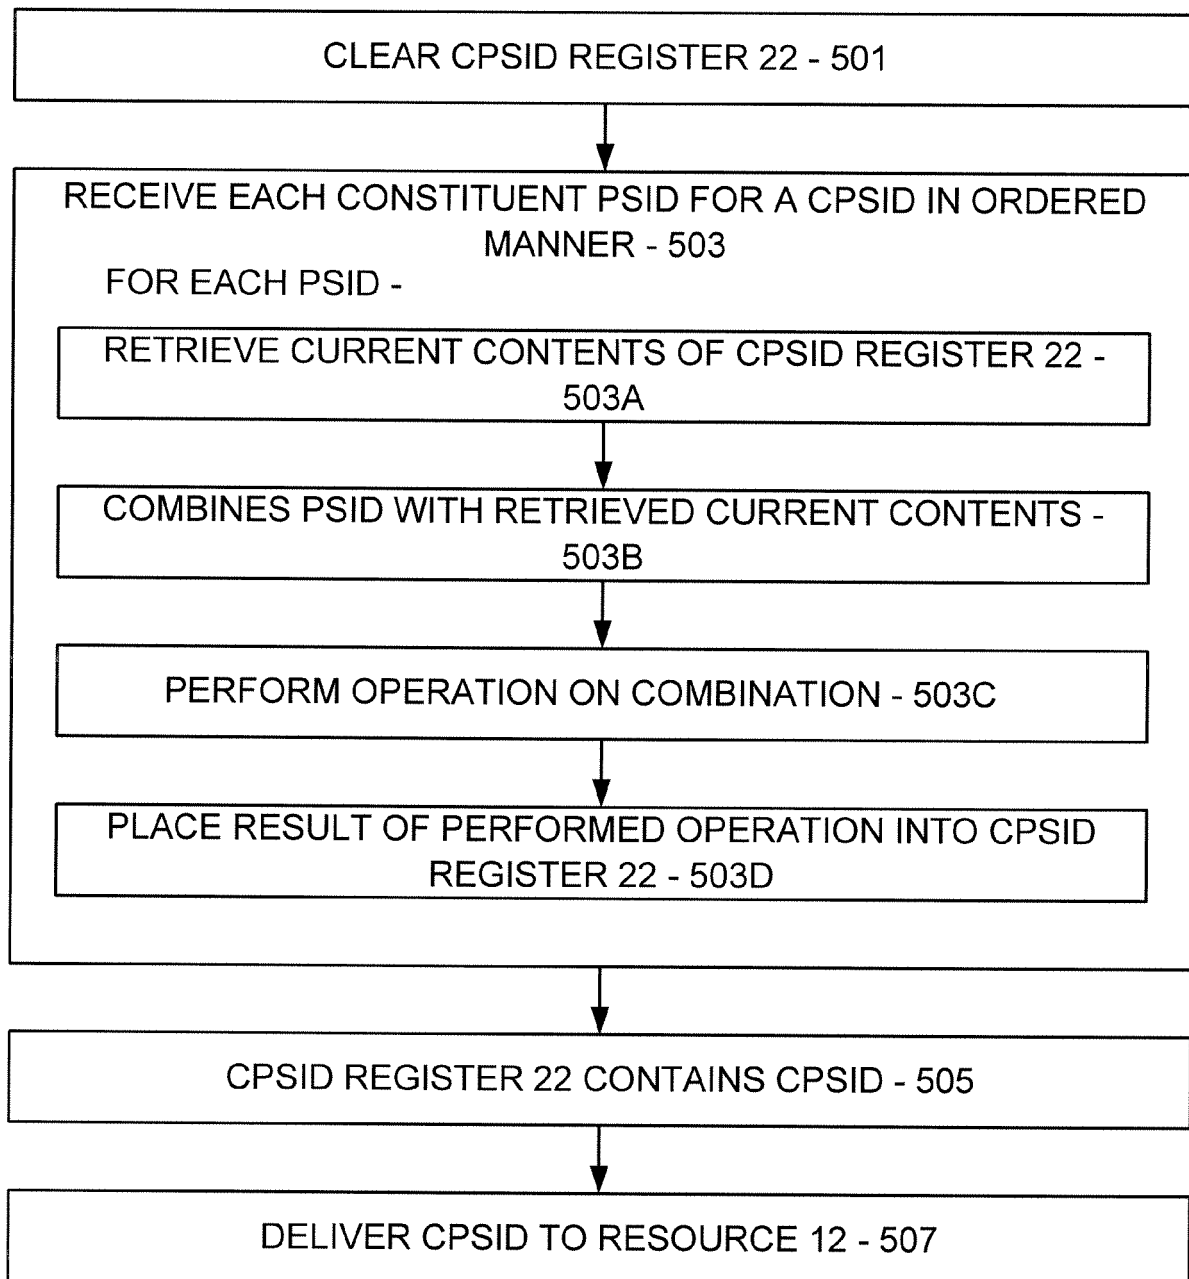 CLEAR CPSID REGISTER 22 - 501
RECEIVE EACH CONSTITUENT PSID FOR A CPSID IN ORDERED
MANNER - 503
FOR EACH PSID -
RETRIEVE CURRENT CONTENTS OF CPSID REGISTER 22 -
503A
COMBINES PSID WITH RETRIEVED CURRENT CONTENTS -
503B
PERFORM OPERATION ON COMBINATION - 503C
PLACE RESULT OF PERFORMED OPERATION INTO CPSID
REGISTER 22 - 503D
CPSID REGISTER 22 CONTAINS CPSID - 505
DELIVER CPSID TO RESOURCE 12 - 507